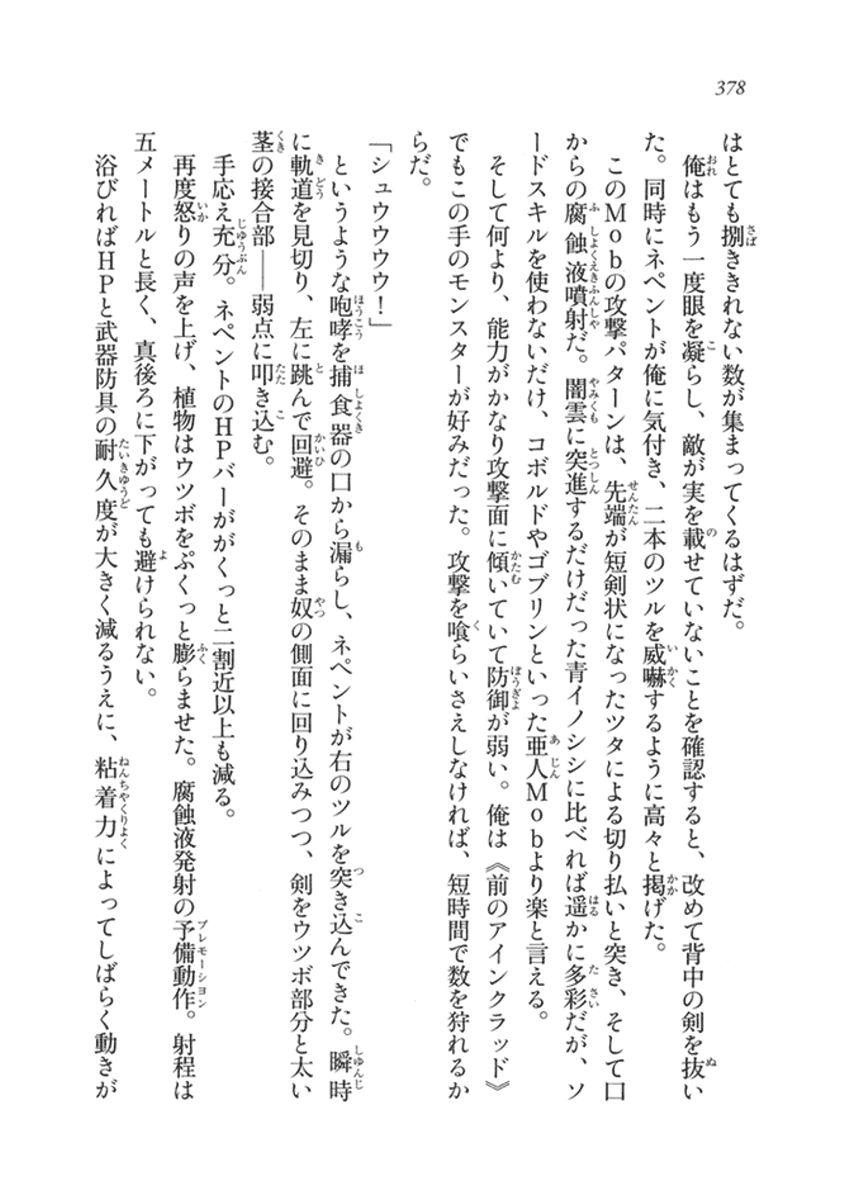 378
はとても捌ききれない数が集まってくるはずだ。
俺はもう一度眼を凝らし、敵が実を載せていないことを確認すると、改めて背中の剣を抜い
た。同時にネペントが俺に気付き、二本のツルを威嚇するように高々と掲げた。
このMobの攻撃パターンは、先端が短剣状になったツタによる切り払いと突き、そして口
からの腐蝕液噴射だ。闇雲に突進するだけだった青イノシシに比べれば遥かに多彩だが、ソ
ードスキルを使わないだけ、コボルドやゴブリンといった亜人Mobより楽と言える。
そして何より、能力がかなり攻撃面に傾いていて防御が弱い。俺は《前のアインクラッド》
でもこの手のモンスターが好みだった。攻撃を喰らいさえしなければ、短時間で数を狩れるか
らだ。
「シュウウウウ！」
というような咆哮を捕食器の口から漏らし、ネペントが右のツルを突き込んできた。瞬時
に軌道を見切り、左に跳んで回避。そのまま奴の側面に回り込みつつ、剣をウツボ部分と太い
茎の接合部――弱点に叩き込む。
手応え充分。ネペントのHPバーががくっと二割近以上も減る。
再度怒りの声を上げ、植物はウツボをぷくっと膨らませた。腐蝕液発射の予備動作。射程は
五メートルと長く、真後ろに下がっても避けられない。
浴びればHPと武器防具の耐久度が大きく減るうえに、粘着力によってしばらく動きが